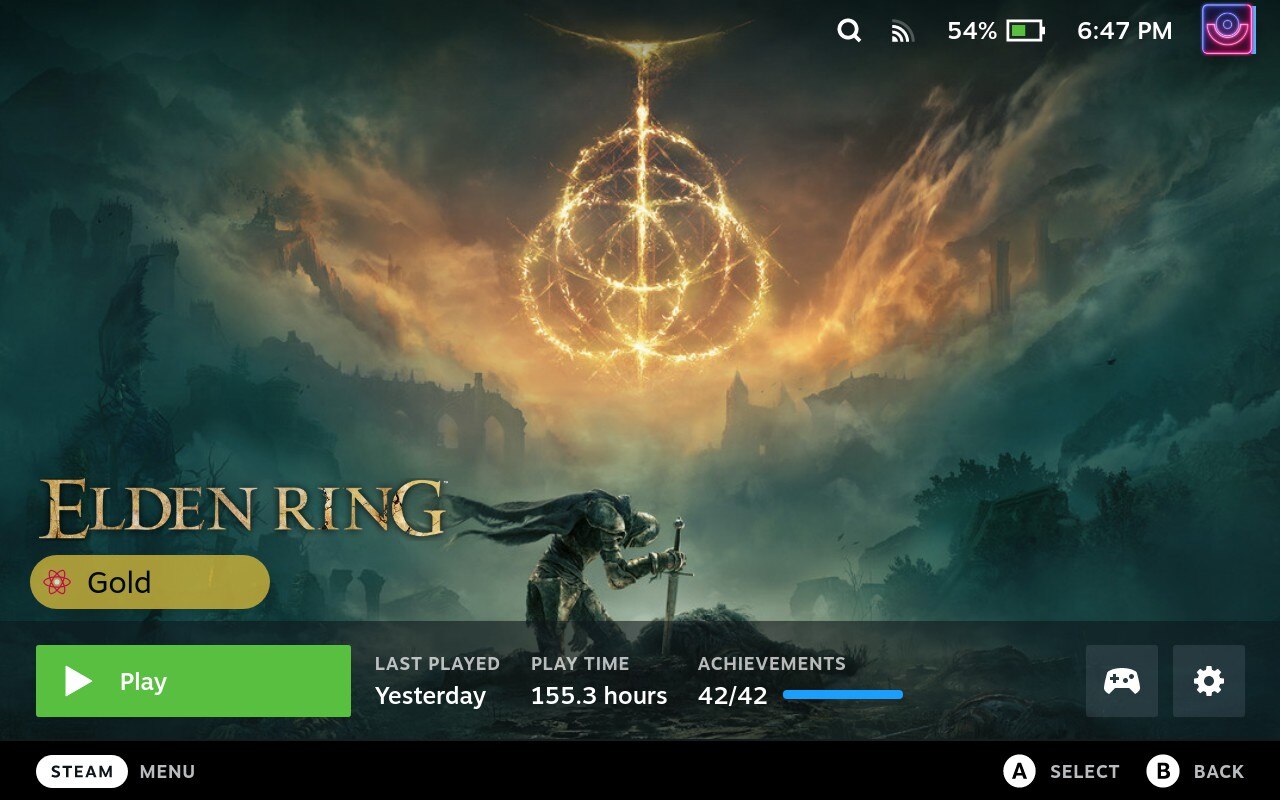 54% 6:47 PM
ELDEN RING
Gold
Play
LAST PLAYED PLAY TIME ACHIEVEMENTS
Yesterday 155.3 hours 42/42
STEAM MENU A SELECT B BACK